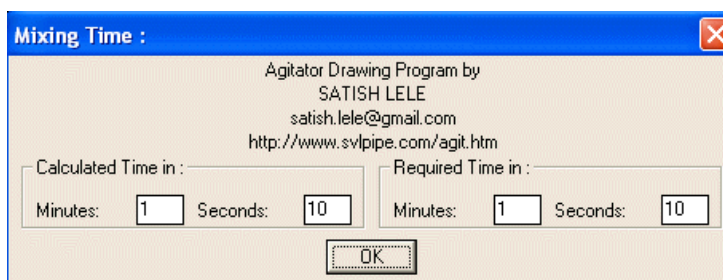 Mixing Time :
Agitator Drawing Program by
SATISH LELE
satish.lele@gmail.com
http://www.svlpipe.com/agit.htm
Calculated Time in :
Minutes: 1 Seconds: 10
Required Time in :
Minutes: 1 Seconds: 10
OK